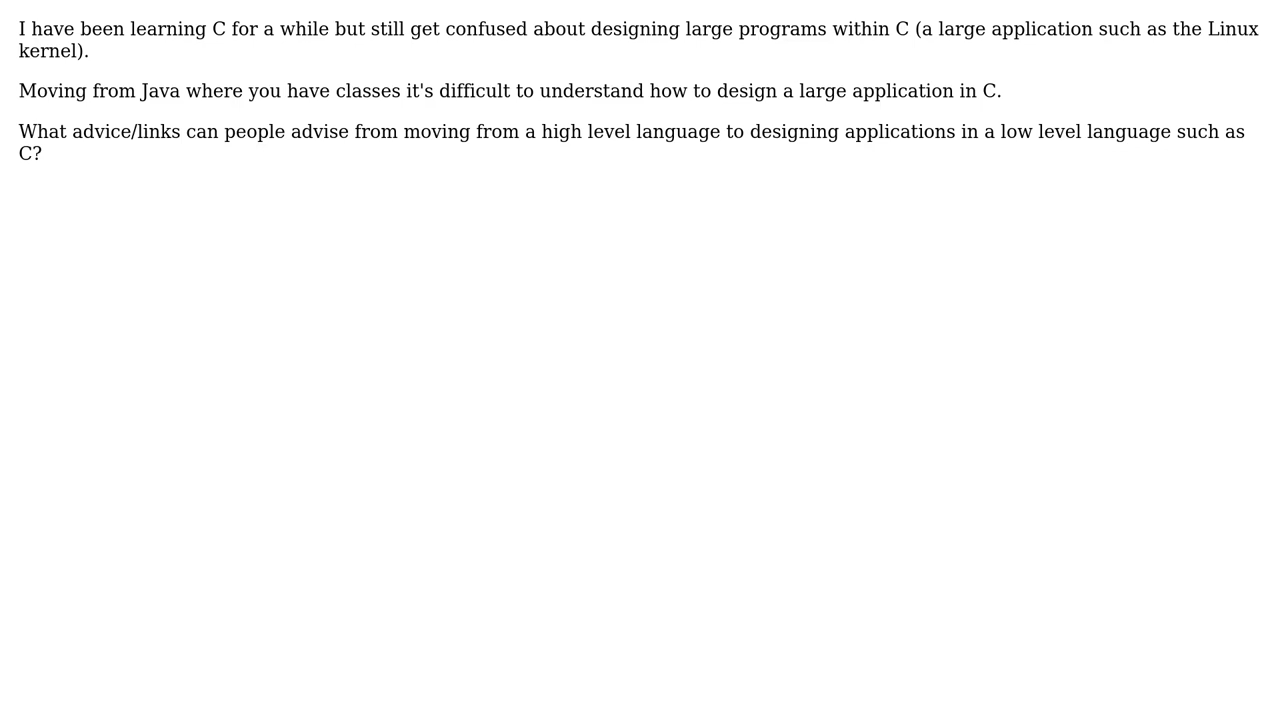 I have been learning C for a while but still get confused about designing large programs within C (a large application such as the Linux
kernel).
Moving from Java where you have classes it's difficult to understand how to design a large application in C.
What advice/links can people advise from moving from a high level language to designing applications in a low level language such as
C?